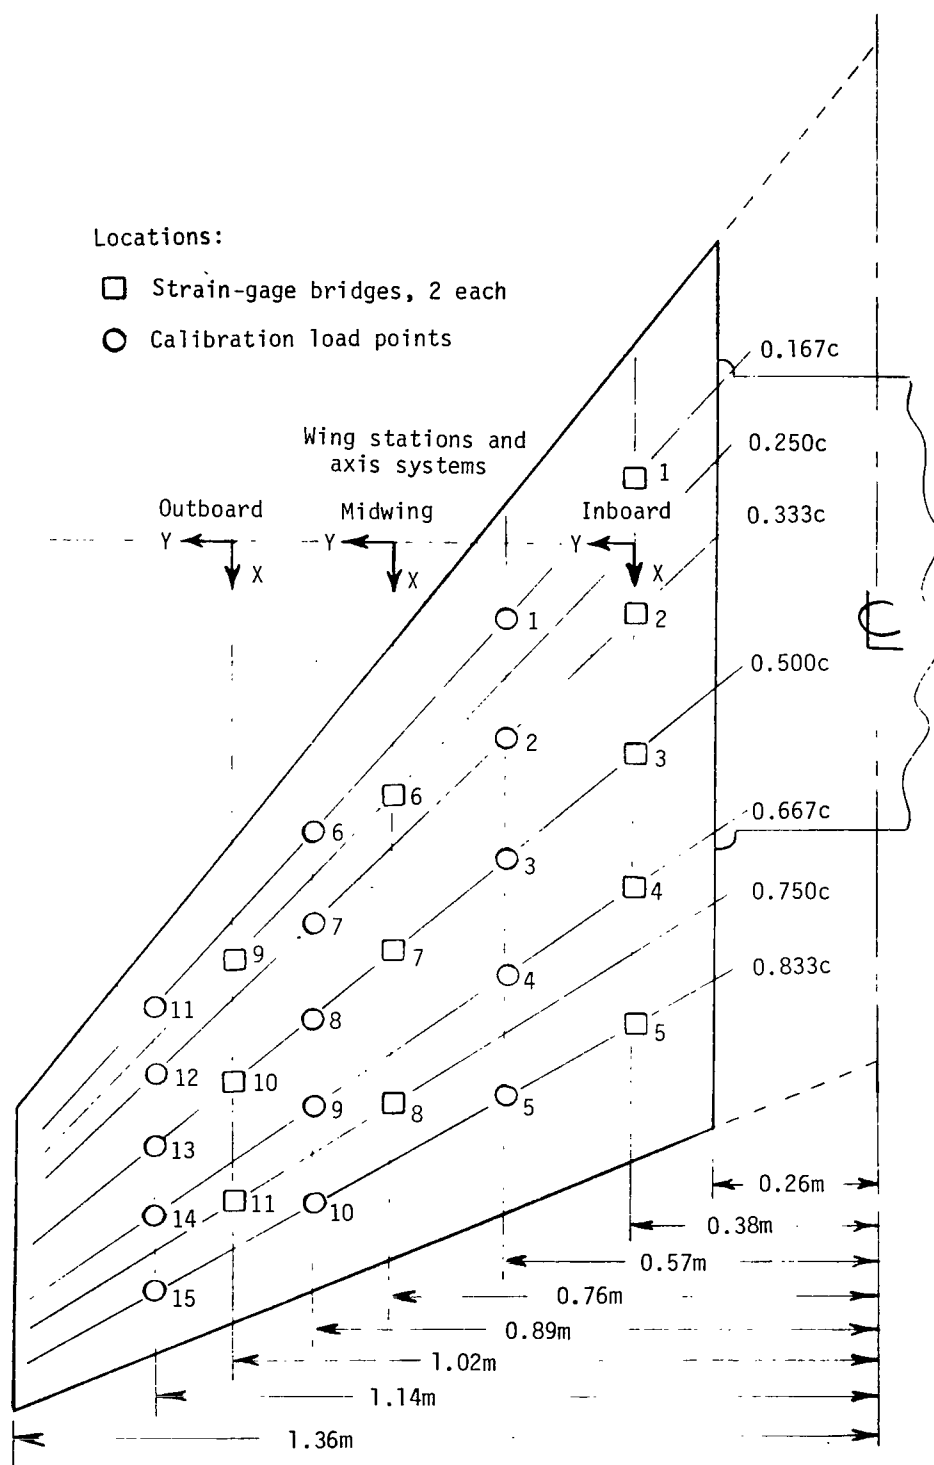 Locations:
Strain-gage bridges, 2 each
Calibration load points
0.167c
Wing stations and
axis systems
0.250c
1
Outboard
Midwing
Inboard
0.333c
Y
Y
Y
X
X
X
1
2
℄
0.500c
2
3
6
0.667c
6
3
4
0.750c
7
7
9
4
0.833c
11
8
5
12
10
9
8
5
13
14
11
10
0.26m
0.38m
0.57m
15
0.76m
0.89m
1.02m
1.14m
1.36m